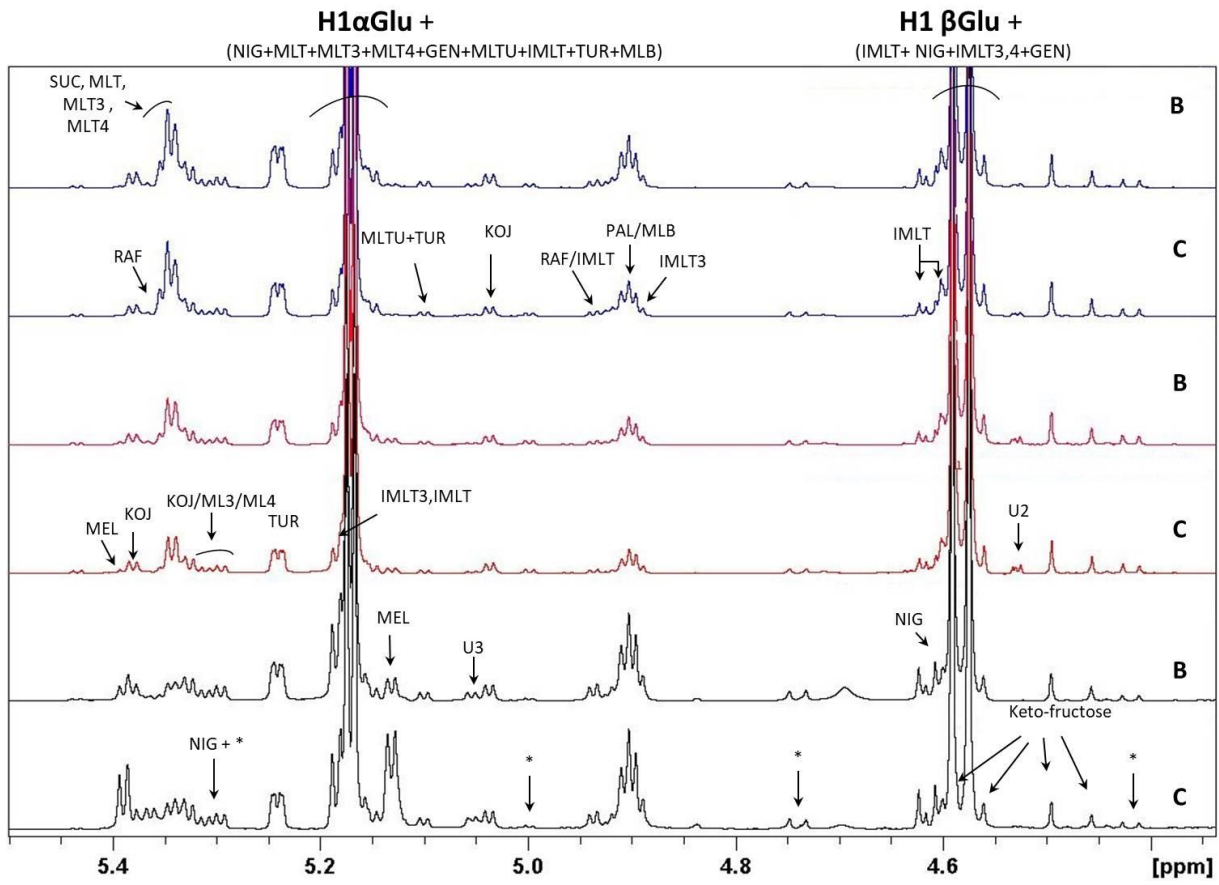 H1αGlu +
(NIG+MLT+MLT3+MLT4+GEN+MLTU+IMLT+TUR+MLB)
H1 βGlu +
(IMLT+ NIG+IMLT3,4+GEN)
SUC, MLT,
MLT3 ,
MLT4
B
RAF
MLTU+TUR
KOJ
RAF/IMLT
PAL/MLB
IMLT3
IMLT
C
B
MEL
KOJ
KOJ/ML3/ML4
TUR
IMLT3,IMLT
U2
C
MEL
U3
NIG
B
NIG + *
*
*
Keto-fructose
*
C
5.4
5.2
5.0
4.8
4.6
[ppm]